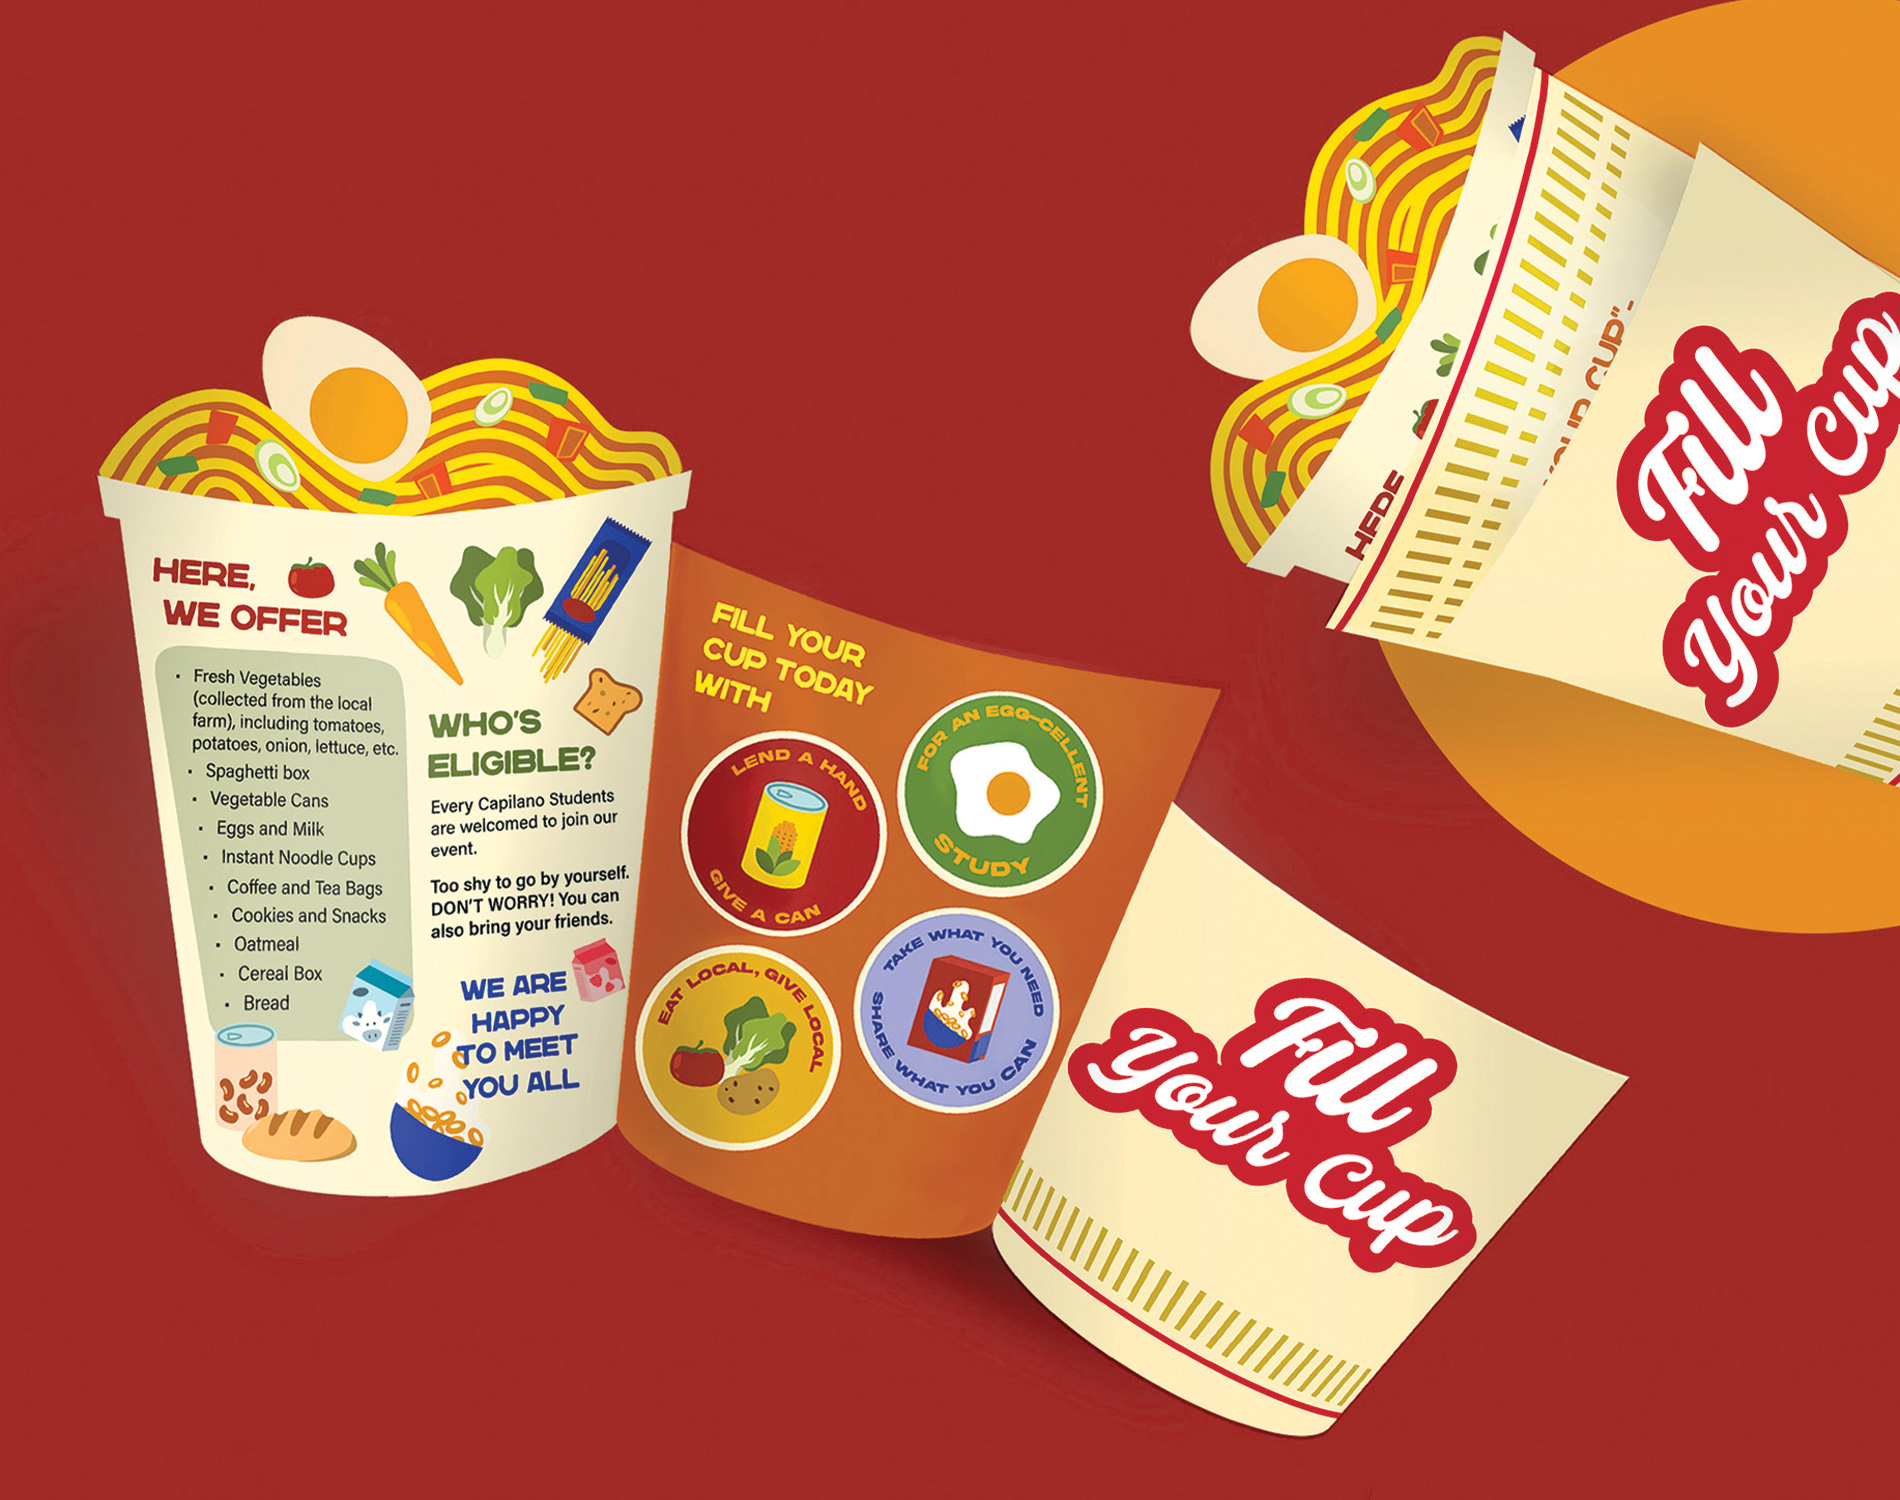 HERE,
WE OFFER
• Fresh Vegetables
(collected from the local
farm), including tomatoes,
potatoes, onion, lettuce, etc.
• Spaghetti box
• Vegetable Cans
• Eggs and Milk
• Instant Noodle Cups
• Coffee and Tea Bags
• Cookies and Snacks
• Oatmeal
• Cereal Box
• Bread
WHO'S
ELIGIBLE?
Every Capilano Students
are welcomed to join our
event.
Too shy to go by yourself.
DON'T WORRY! You can
also bring your friends.
WE ARE
HAPPY
TO MEET
YOU ALL
FILL YOUR
CUP TODAY
WITH
LEND A HAND
GIVE A CAN
FOR AN EGG-CELLENT
STUDY
EAT LOCAL, GIVE LOCAL
TAKE WHAT YOU NEED
SHARE WHAT YOU CAN
Fill
Your Cup
YOUR CUP"-
Fill
Your Cup